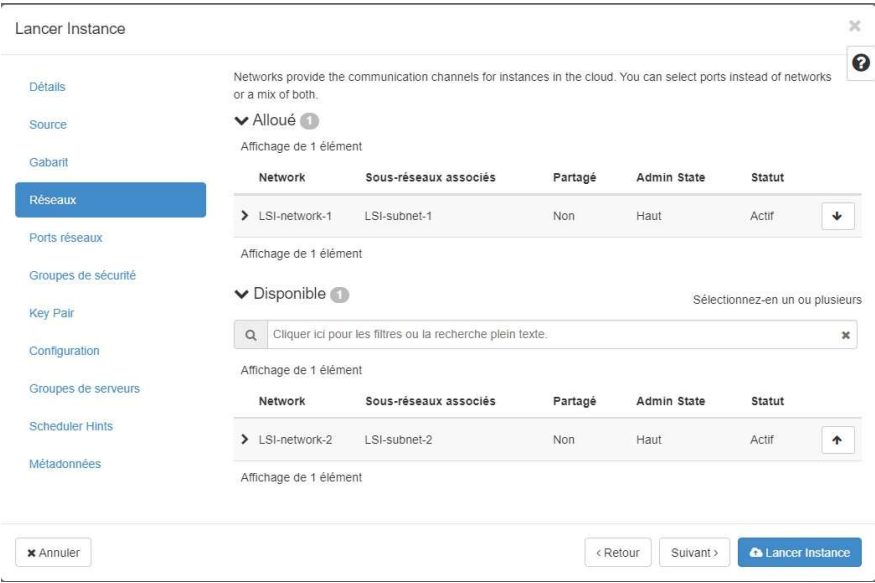 Lancer Instance
Détails
Source
Gabarit
Réseaux
Ports réseaux
Groupes de sécurité
Key Pair
Configuration
Groupes de serveurs
Scheduler Hints
Métadonnées
Networks provide the communication channels for instances in the cloud. You can select ports instead of networks
or a mix of both.
Alloué 1
Affichage de 1 élément
Network Sous-réseaux associés Partagé Admin State Statut
LSI-network-1 LSI-subnet-1 Non Haut Actif
Affichage de 1 élément
Disponible 1
Sélectionnez-en un ou plusieurs
Cliquer ici pour les filtres ou la recherche plein texte.
Affichage de 1 élément
Network Sous-réseaux associés Partagé Admin State Statut
LSI-network-2 LSI-subnet-2 Non Haut Actif
Affichage de 1 élément
Annuler
< Retour
Suivant >
Lancer Instance